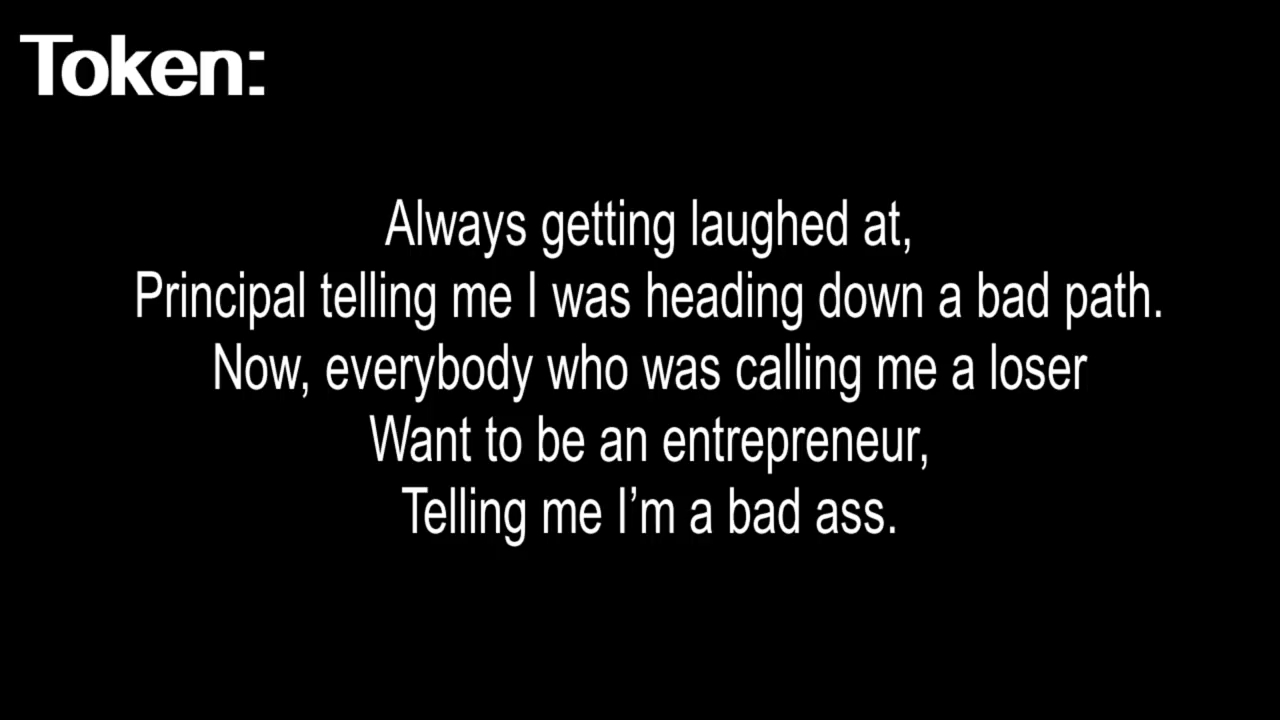 Token:
Always getting laughed at,
Principal telling me I was heading down a bad path.
Now, everybody who was calling me a loser
Want to be an entrepreneur,
Telling me I’m a bad ass.